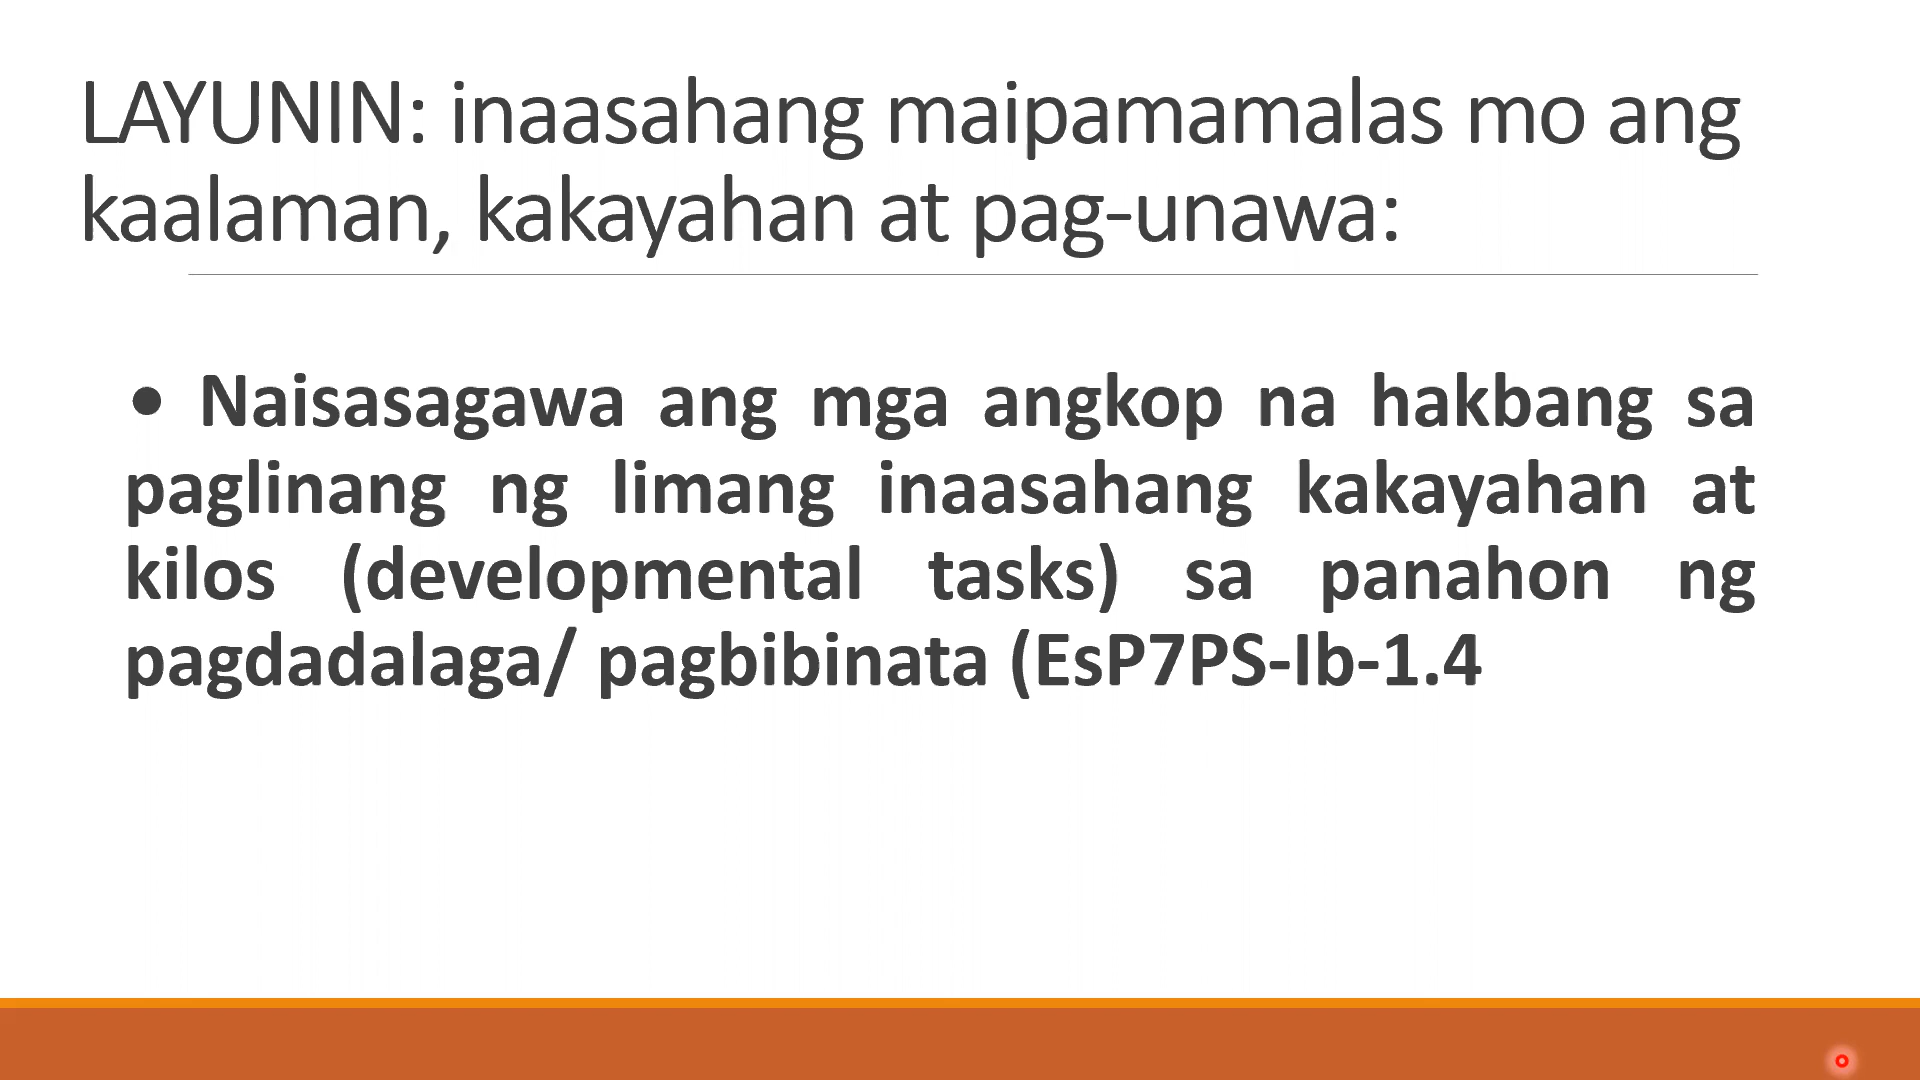 LAYUNIN: inaasahang maipamamalas mo ang
kaalaman, kakayahan at pag-unawa:
• Naisasagawa ang mga angkop na hakbang sa
paglinang ng limang inaasahang kakayahan at
kilos (developmental tasks) sa panahon ng
pagdadalaga/ pagbibinata (EsP7PS-Ib-1.4